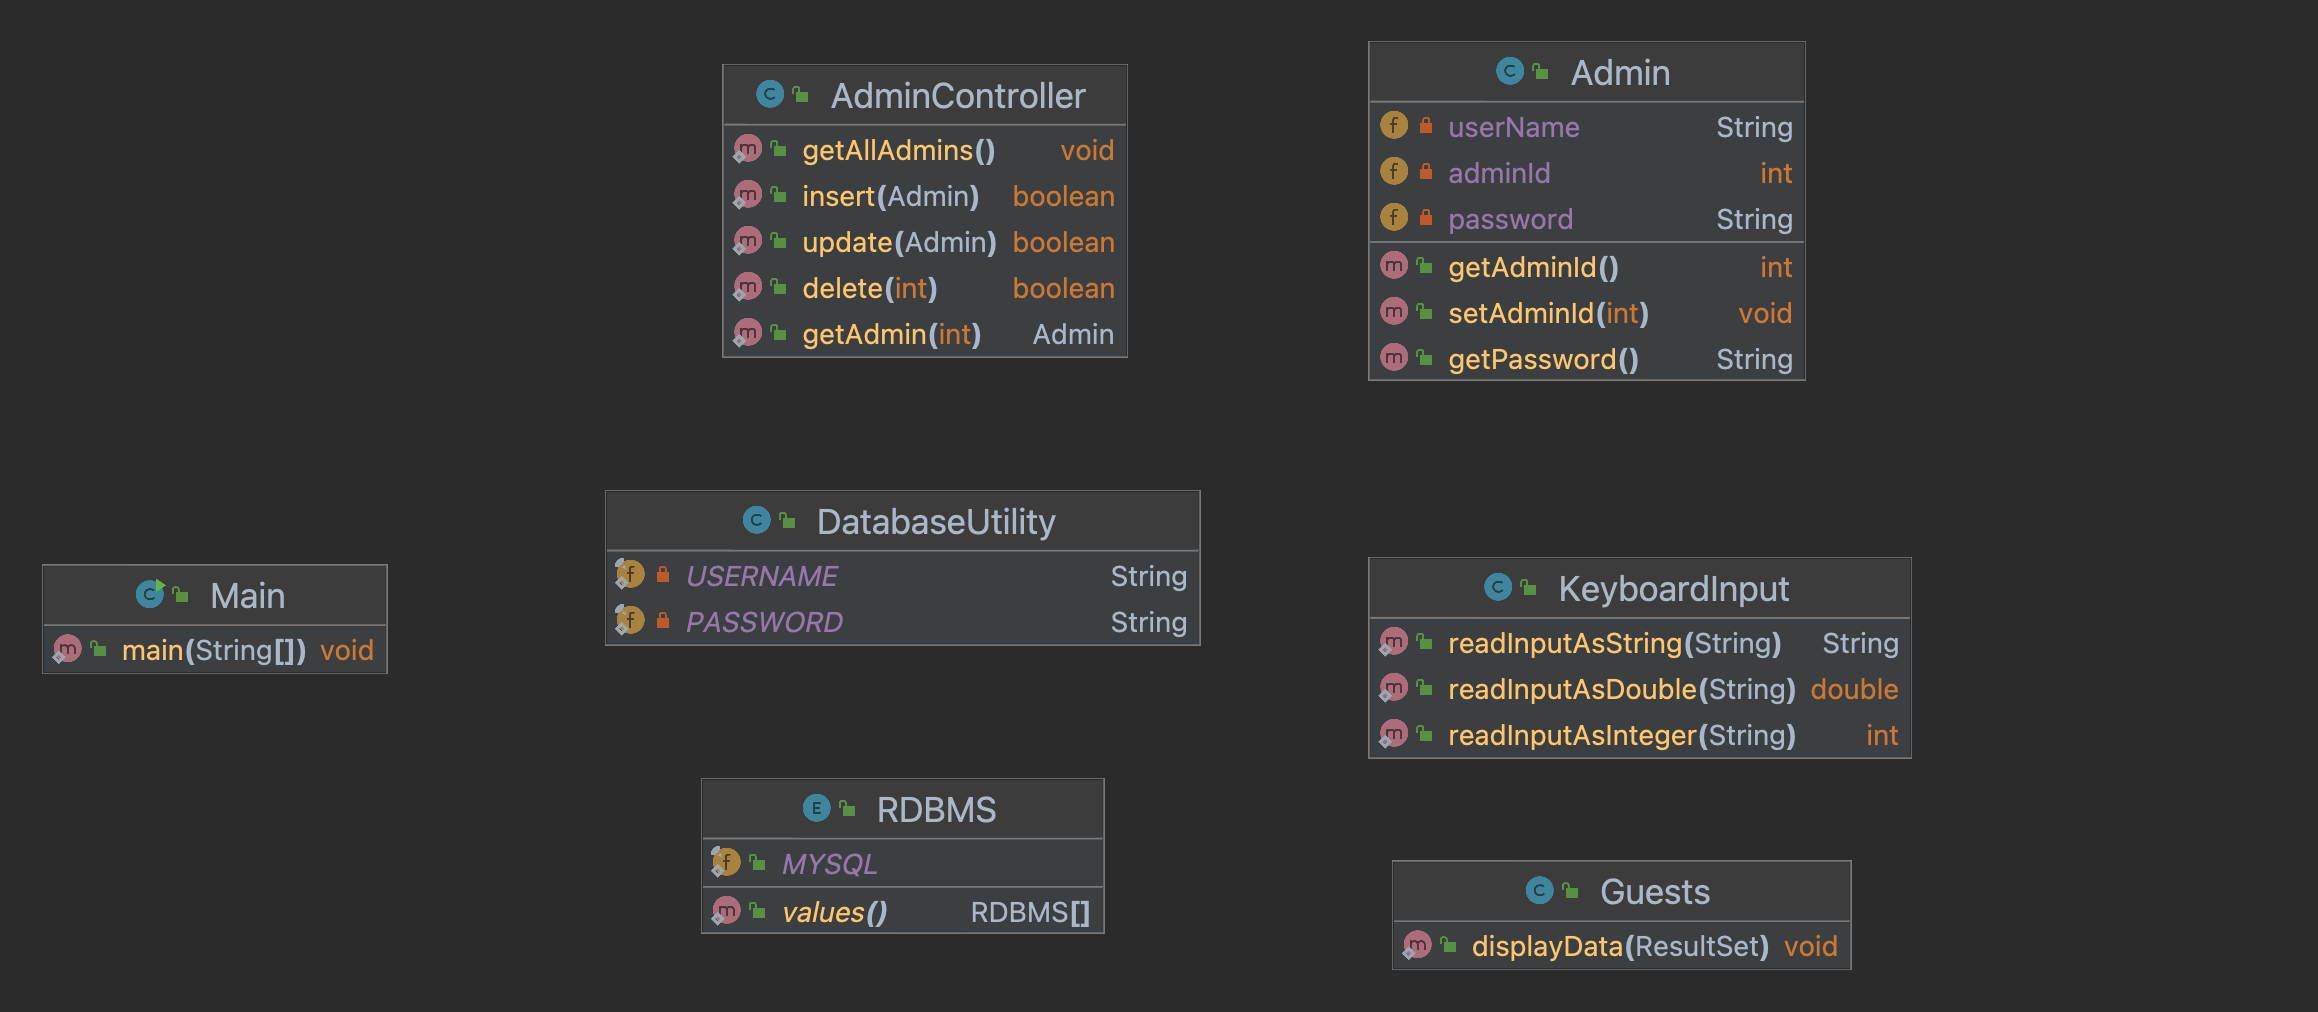 AdminController
getAllAdmins() void
insert(Admin) boolean
update(Admin) boolean
delete(int) boolean
getAdmin(int) Admin
Admin
userName String
adminId int
password String
getAdminId() int
setAdminId(int) void
getPassword() String
Main
main(String[]) void
DatabaseUtility
USERNAME String
PASSWORD String
KeyboardInput
readInputAsString(String) String
readInputAsDouble(String) double
readInputAsInteger(String) int
RDBMS
MYSQL
values() RDBMS[]
Guests
displayData(ResultSet) void